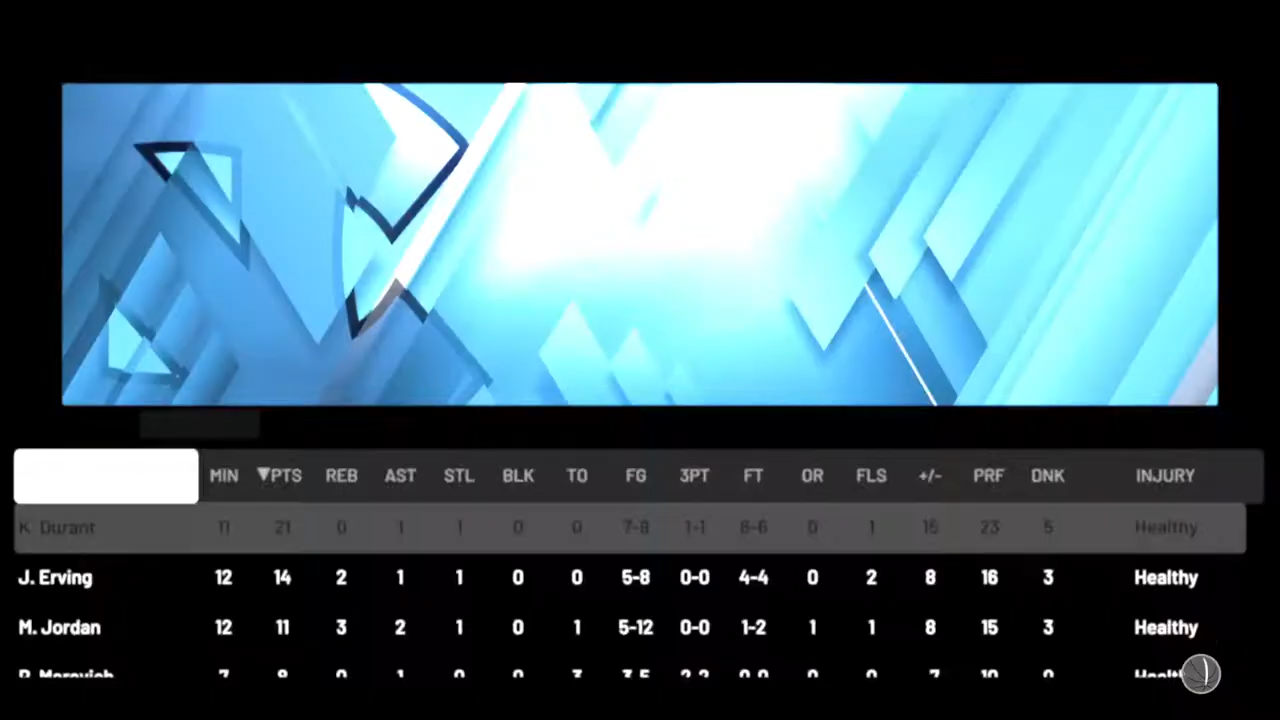 MIN ▼PTS REB AST STL BLK TO FG 3PT FT OR FLS +/- PRF DNK INJURY
K. Durant 11 21 0 1 1 0 0 7-8 1-1 6-6 0 1 15 23 5 Healthy
J. Erving 12 14 2 1 1 0 0 5-8 0-0 4-4 0 2 8 16 3 Healthy
M. Jordan 12 11 3 2 1 0 1 5-12 0-0 1-2 1 1 8 15 3 Healthy